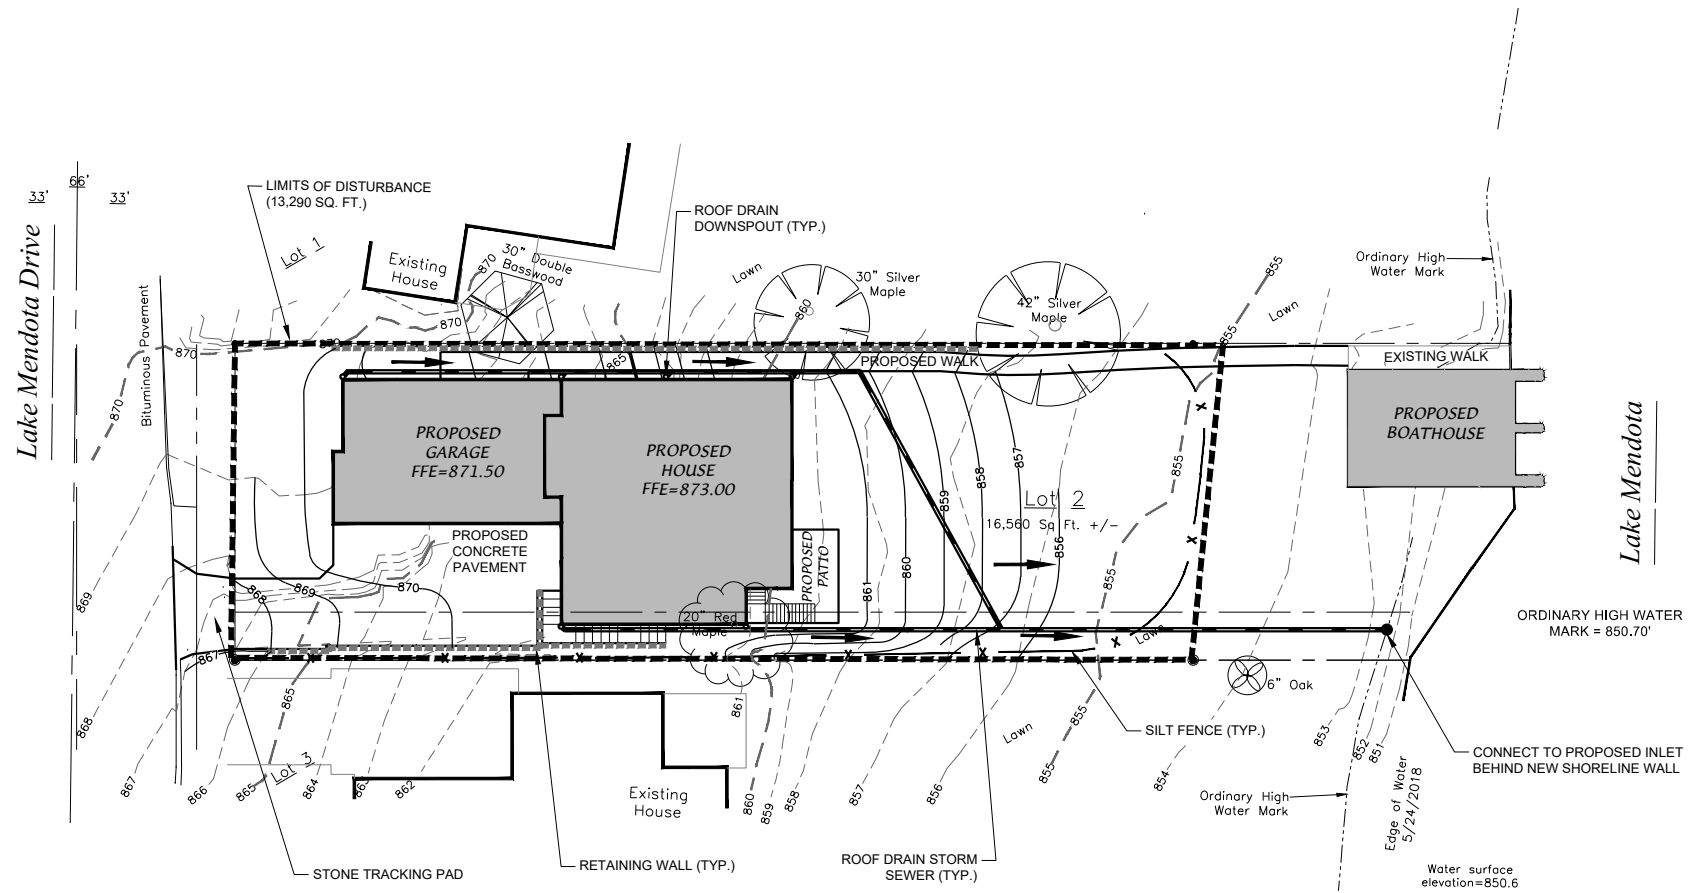 66'
33'
33'
Lake Mendota Drive
Bituminous Pavement
LIMITS OF DISTURBANCE
(13,290 SQ. FT.)
Lot 1
Existing
House
30" Double
Basswood
870
870
870
870
870
ROOF DRAIN
DOWNSPOUT (TYP.)
Lawn
30" Silver
Maple
860
42" Silver
Maple
855
Lawn
855
Ordinary High
Water Mark
865
PROPOSED WALK
EXISTING WALK
PROPOSED
GARAGE
FFE=871.50
PROPOSED
HOUSE
FFE=873.00
PROPOSED
BOATHOUSE
Lake Mendota
857
858
859
855
Lot 2
16,560 Sq Ft. +/-
856
PROPOSED
CONCRETE
PAVEMENT
PROPOSED
PATIO
860
861
855
869
868
869
870
20" Red
Maple
Lawn
ORDINARY HIGH WATER
MARK = 850.70'
867
865
861
6" Oak
855
Lawn
SILT FENCE (TYP.)
853
852
851
868
CONNECT TO PROPOSED INLET
BEHIND NEW SHORELINE WALL
Lot 3
867
866
865
864
863
862
Existing
House
860
859
858
857
856
855
854
Ordinary High
Water Mark
Edge of Water
5/24/2018
STONE TRACKING PAD
RETAINING WALL (TYP.)
ROOF DRAIN STORM
SEWER (TYP.)
Water surface
elevation=850.6